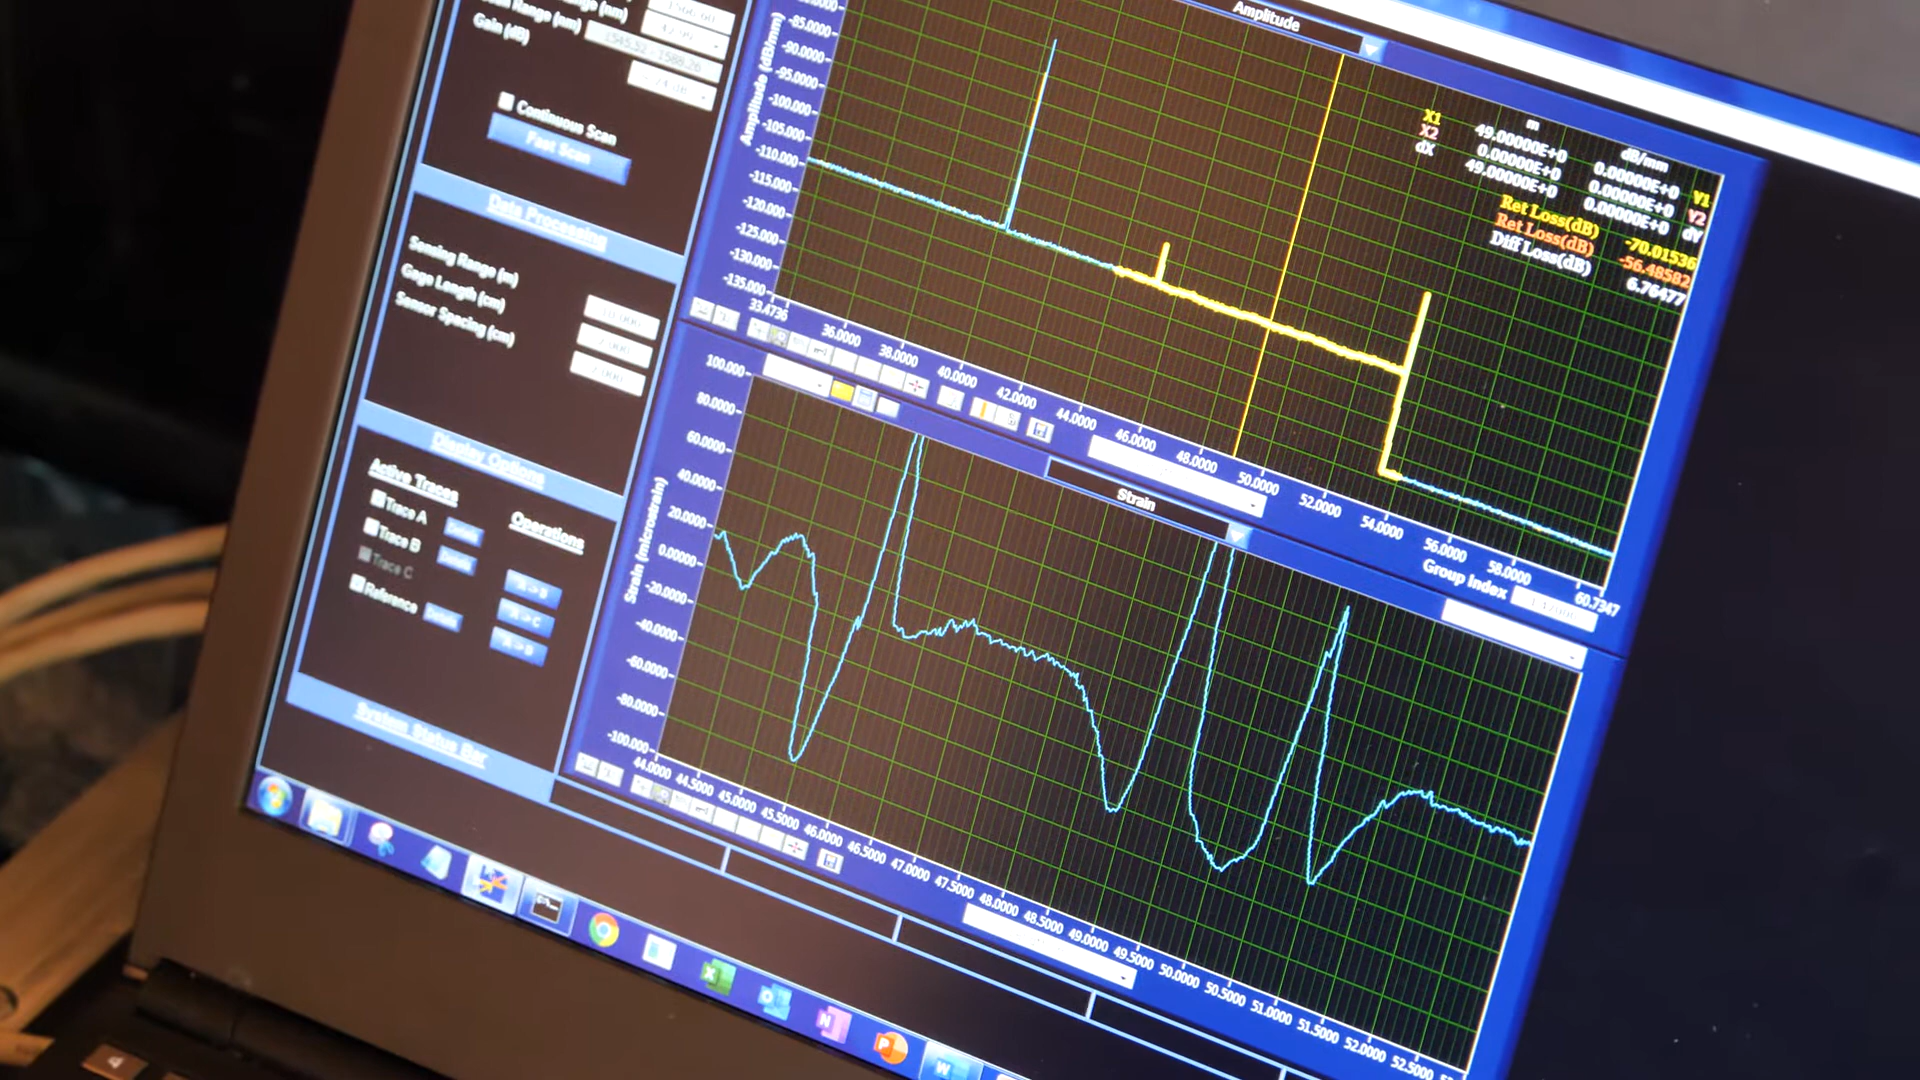 Gain (dB)
Continuous Scan
Fast Scan
Data Processing
Sensing Range (m)
Gage Length (cm)
Sensor Spacing (cm)
Display Options
Active Traces
Operations
Trace A
Details
Trace B
Details
Trace C
Reference
Details
System Status Bar
Amplitude
Amplitude (dB/mm)
-85.0000
-90.0000
-95.0000
-100.000
-105.000
-110.000
-115.000
-120.000
-125.000
-130.000
-135.000
33.4736
36.0000
38.0000
40.0000
42.0000
44.0000
46.0000
48.0000
50.0000
52.0000
54.0000
56.0000
58.0000
60.7347
m
dB/mm
X1 49.00000E+0 0.00000E+0 Y1
X2 0.00000E+0 0.00000E+0 Y2
dX 49.00000E+0 0.00000E+0 dY
Ret Loss(dB) -70.01536
Ret Loss(dB) -56.48582
Diff Loss(dB) 6.76477
Group Index
Strain
Strain (microstrain)
100.000
80.0000
60.0000
40.0000
20.0000
0.00000
-20.0000
-40.0000
-60.0000
-80.0000
-100.000
44.0000
44.5000
45.0000
45.5000
46.0000
46.5000
47.0000
47.5000
48.0000
48.5000
49.0000
49.5000
50.0000
50.5000
51.0000
51.5000
52.0000
52.5000